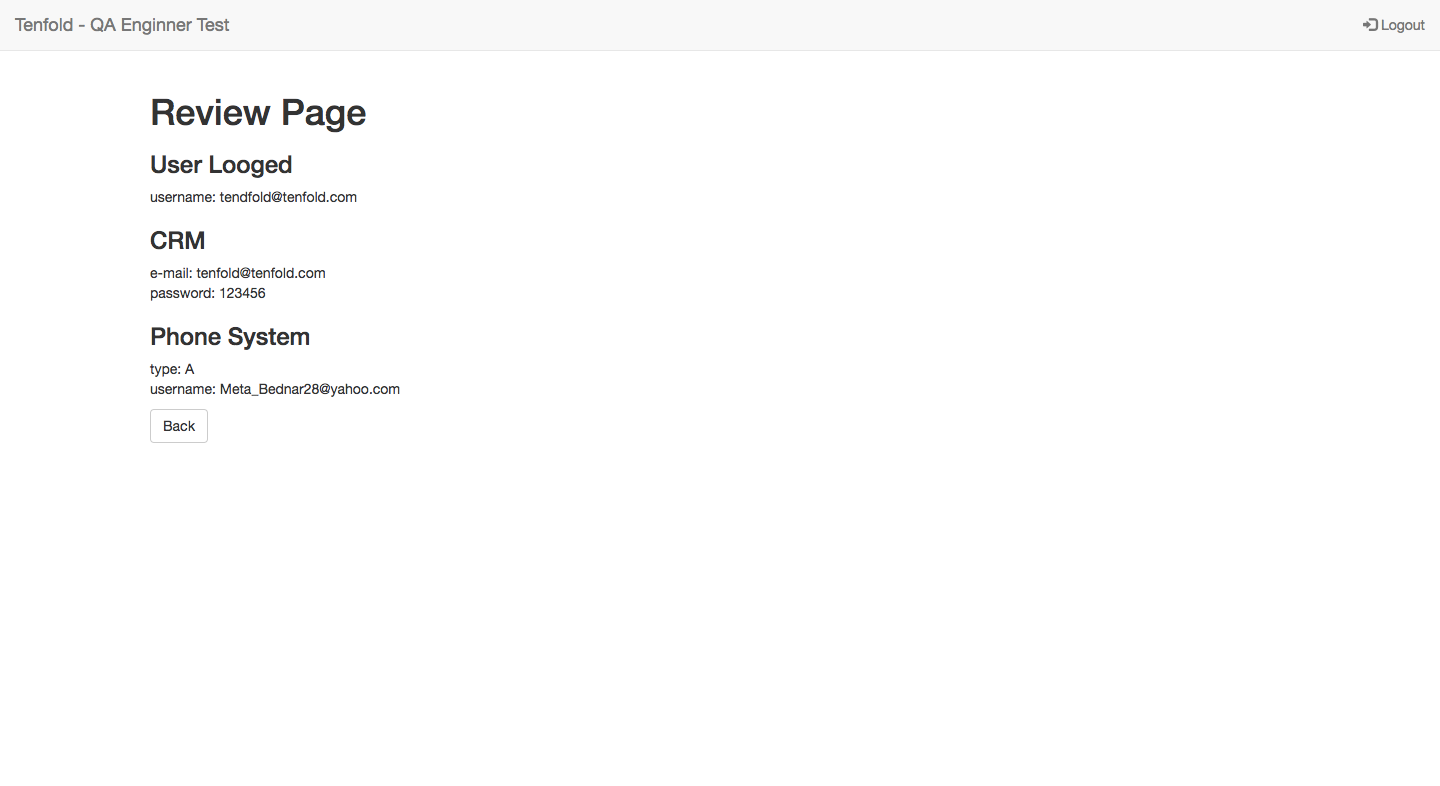 Tenfold - QA Enginner Test
Logout
Review Page
User Looged
username: tendfold@tenfold.com
CRM
e-mail: tenfold@tenfold.com
password: 123456
Phone System
type: A
username: Meta_Bednar28@yahoo.com
Back